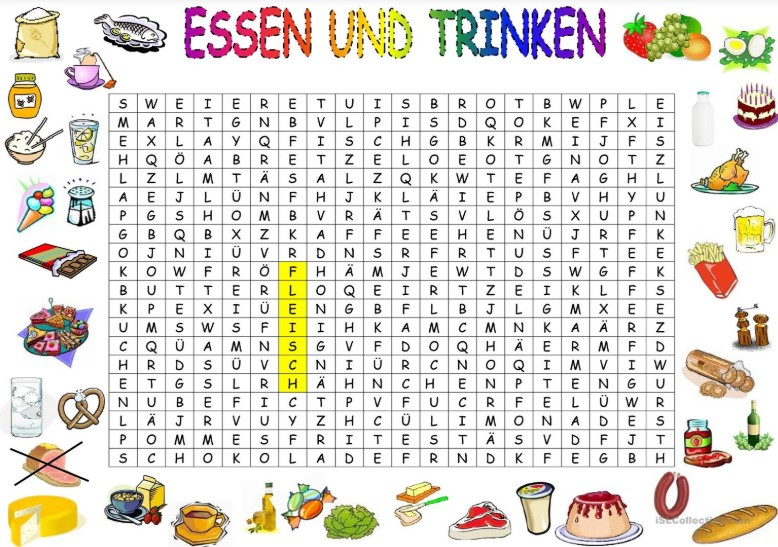 ESSEN UND TRINKEN
S W E I E R E T U I S B R O T B W P L E
M A R T G N B V L P I S D Q O K E F X I
E X L A Y Q F I S C H G B K R M I J F S
H Q Ö A B R E T Z E L O E O T G N O T Z
L Z L M T Ä S A L Z Q K W T E F A G H L
A E J L Ü N F H J K L Ä I E P B V H Y U
P G S H O M B V R Ä T S V L Ö S X U P N
G B Q B X Z K A F F E E H E N Ü J R F K
O J N I Ü V R D N S R F R T U S F T E E
K O W F R Ö F H Ä M J E W T D S W G F K
B U T T E R L O Q E I R T Z E I K L F S
K P E X I Ü E N G B F L B J L G M X E E
U M S W S F I I H K A M C M N K A Ä R Z
C Q Ü A M N S G V F D O Q H Ä E R M F D
H R D S Ü V C N I Ü R C N O Q I M V I W
E T G S L R H Ä H N C H E N P T E N G U
N U B E F I C T P V F U C R F E L Ü W R
L Ä J R V U Y Z H C Ü L I M O N A D E S
P O M M E S F R I T E S T Ä S V D F J T
S C H O K O L A D E F R N D K F E G B H